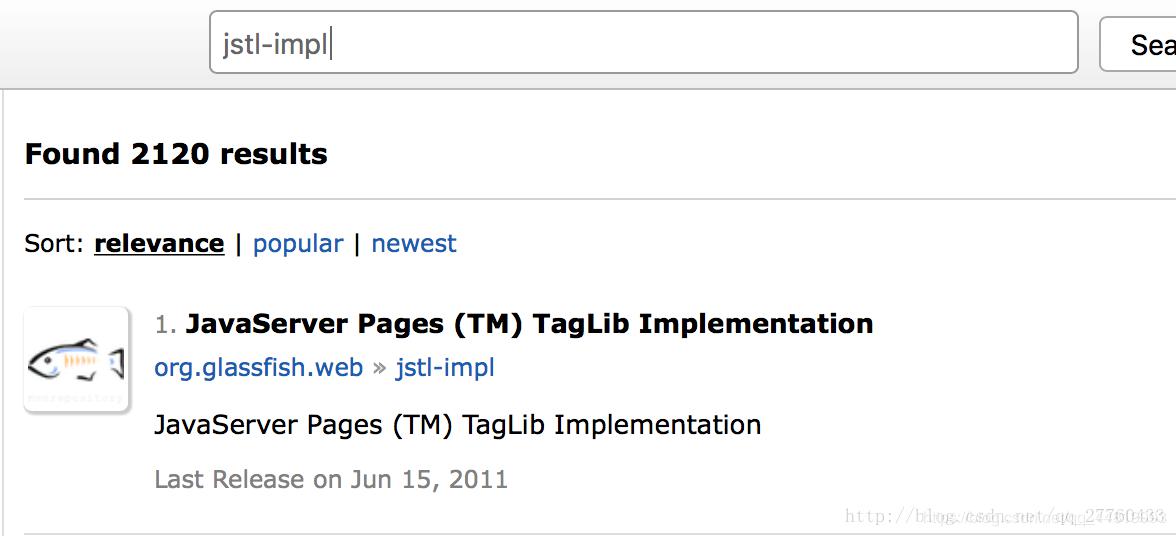 jstl-impl
Sea
Found 2120 results
Sort: relevance | popular | newest
1. JavaServer Pages (TM) TagLib Implementation
org.glassfish.web » jstl-impl
JavaServer Pages (TM) TagLib Implementation
Last Release on Jun 15, 2011
http://blog.csdn.net/qq_27760433